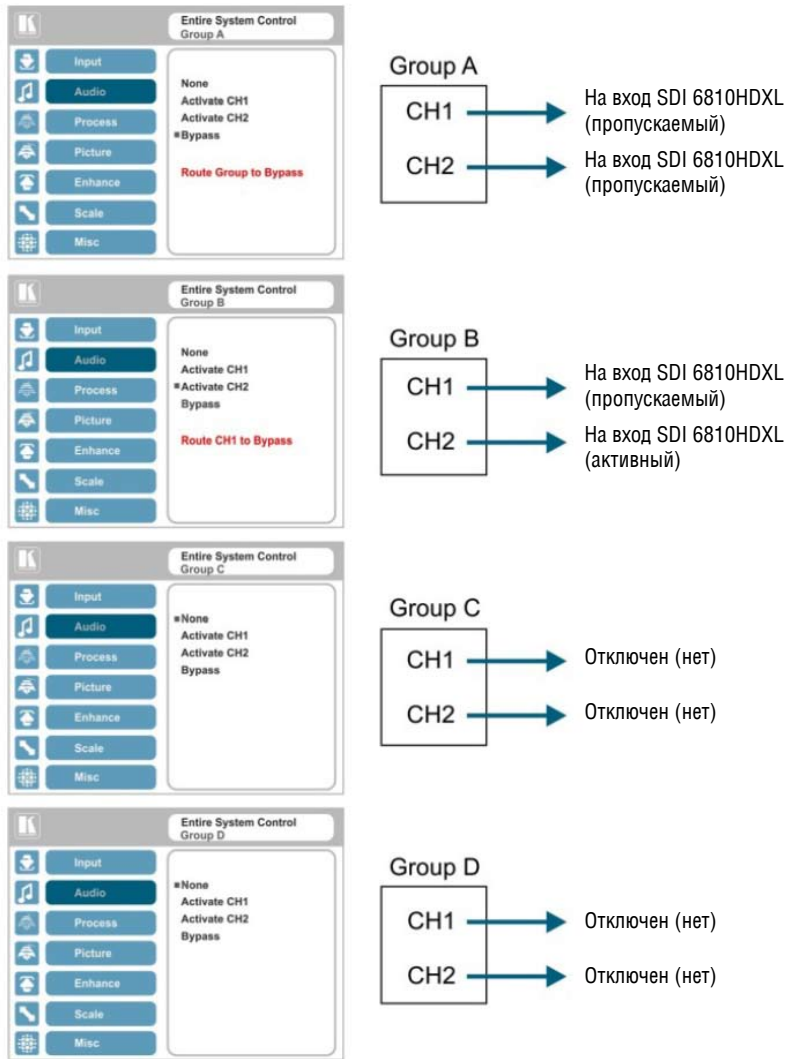 Entire System Control
Group A
Input
Audio
Process
Picture
Enhance
Scale
Misc
None
Activate CH1
Activate CH2
Bypass
Route Group to Bypass
Group A
CH1
На вход SDI 6810HDXL
(пропускаемый)
CH2
На вход SDI 6810HDXL
(пропускаемый)
Entire System Control
Group B
Input
Audio
Process
Picture
Enhance
Scale
Misc
None
Activate CH1
Activate CH2
Bypass
Route CH1 to Bypass
Group B
CH1
На вход SDI 6810HDXL
(пропускаемый)
CH2
На вход SDI 6810HDXL
(активный)
Entire System Control
Group C
Input
Audio
Process
Picture
Enhance
Scale
Misc
None
Activate CH1
Activate CH2
Bypass
Group C
CH1
Отключен (нет)
CH2
Отключен (нет)
Entire System Control
Group D
Input
Audio
Process
Picture
Enhance
Scale
Misc
None
Activate CH1
Activate CH2
Bypass
Group D
CH1
Отключен (нет)
CH2
Отключен (нет)